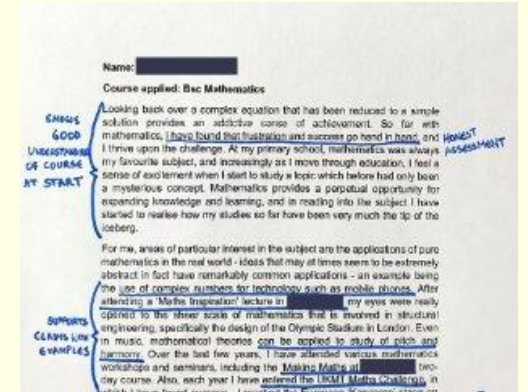 Name:
Course applied: Bsc Mathematics
Looking back over a complex equation that has been reduced to a simple
solution provides an addictive sense of achievement. So far with
mathematics, I have found that frustration and success go hand in hand, and
I thrive upon the challenge. At my primary school, mathematics was always
my favourite subject, and increasingly as I move through education, I feel a
sense of excitement when I start to study a topic which before had only been
a mysterious concept. Mathematics provides a perpetual opportunity for
expanding knowledge and learning, and in reading into the subject I have
started to realise how my studies so far have been very much the tip of the
iceberg.
SHOWS
GOOD
UNDERSTANDING
OF COURSE
AT START
HONEST
ASSESSMENT
For me, areas of particular interest in the subject are the applications of pure
mathematics in the real world - ideas that may at times seem to be extremely
abstract in fact have remarkably common applications - an example being
the use of complex numbers for technology such as mobile phones. After
attending a 'Maths Inspiration' lecture in my eyes were really
opened to the sheer scale of mathematics that is involved in structural
engineering, specifically the design of the Olympic Stadium in London. Even
in music, mathematical theories can be applied to study of pitch and
harmony. Over the last few years, I have attended various mathematics
workshops and seminars, including the Making Maths at two-
day course. Also, each year I have entered the UKMT Maths Challenge, in
SUPPORTS
CLAIMS
EXAMPLES